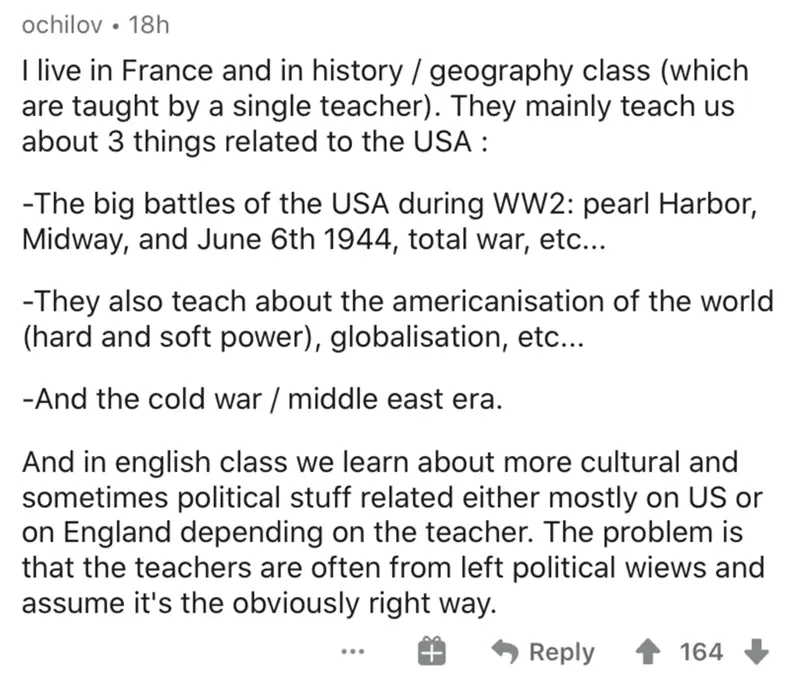 ochilov • 18h
I live in France and in history / geography class (which
are taught by a single teacher). They mainly teach us
about 3 things related to the USA :
-The big battles of the USA during WW2: pearl Harbor,
Midway, and June 6th 1944, total war, etc...
-They also teach about the americanisation of the world
(hard and soft power), globalisation, etc...
-And the cold war / middle east era.
And in english class we learn about more cultural and
sometimes political stuff related either mostly on US or
on England depending on the teacher. The problem is
that the teachers are often from left political wiews and
assume it's the obviously right way.
... Reply 164